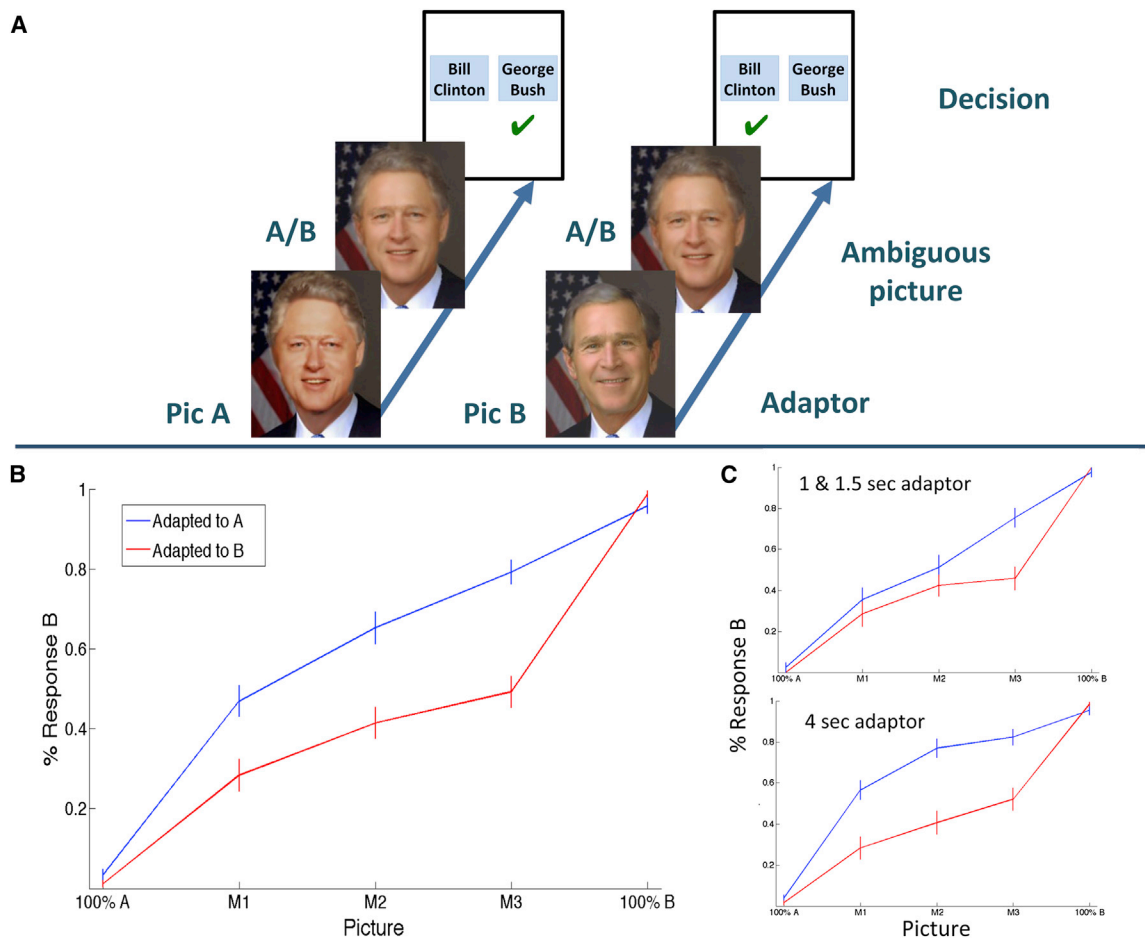 A
Bill
Clinton
George
Bush
✔
Bill
Clinton
George
Bush
✔
Decision
A/B
A/B
Ambiguous
picture
Pic A
Pic B
Adaptor
B
% Response B
1
0.8
0.6
0.4
0.2
Adapted to A
Adapted to B
100% A
M1
M2
M3
100% B
Picture
C
% Response B
1 & 1.5 sec adaptor
1
0.8
0.6
0.4
0.2
100% A
M1
M2
M3
100% B
4 sec adaptor
1
0.8
0.6
0.4
0.2
100% A
M1
M2
M3
100% B
Picture